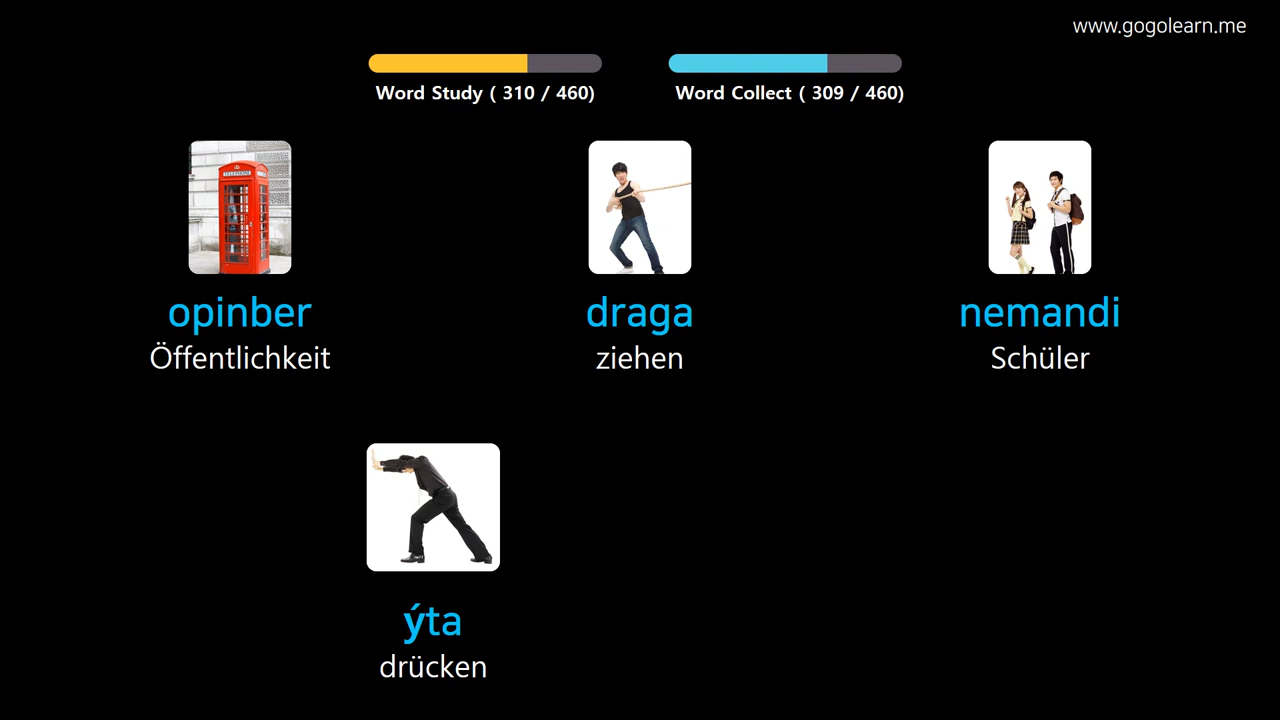 www.gogolearn.me
Word Study ( 310 / 460)
Word Collect ( 309 / 460)
TELEPHONE
opinber
draga
nemandi
Öffentlichkeit
ziehen
Schüler
ýta
drücken